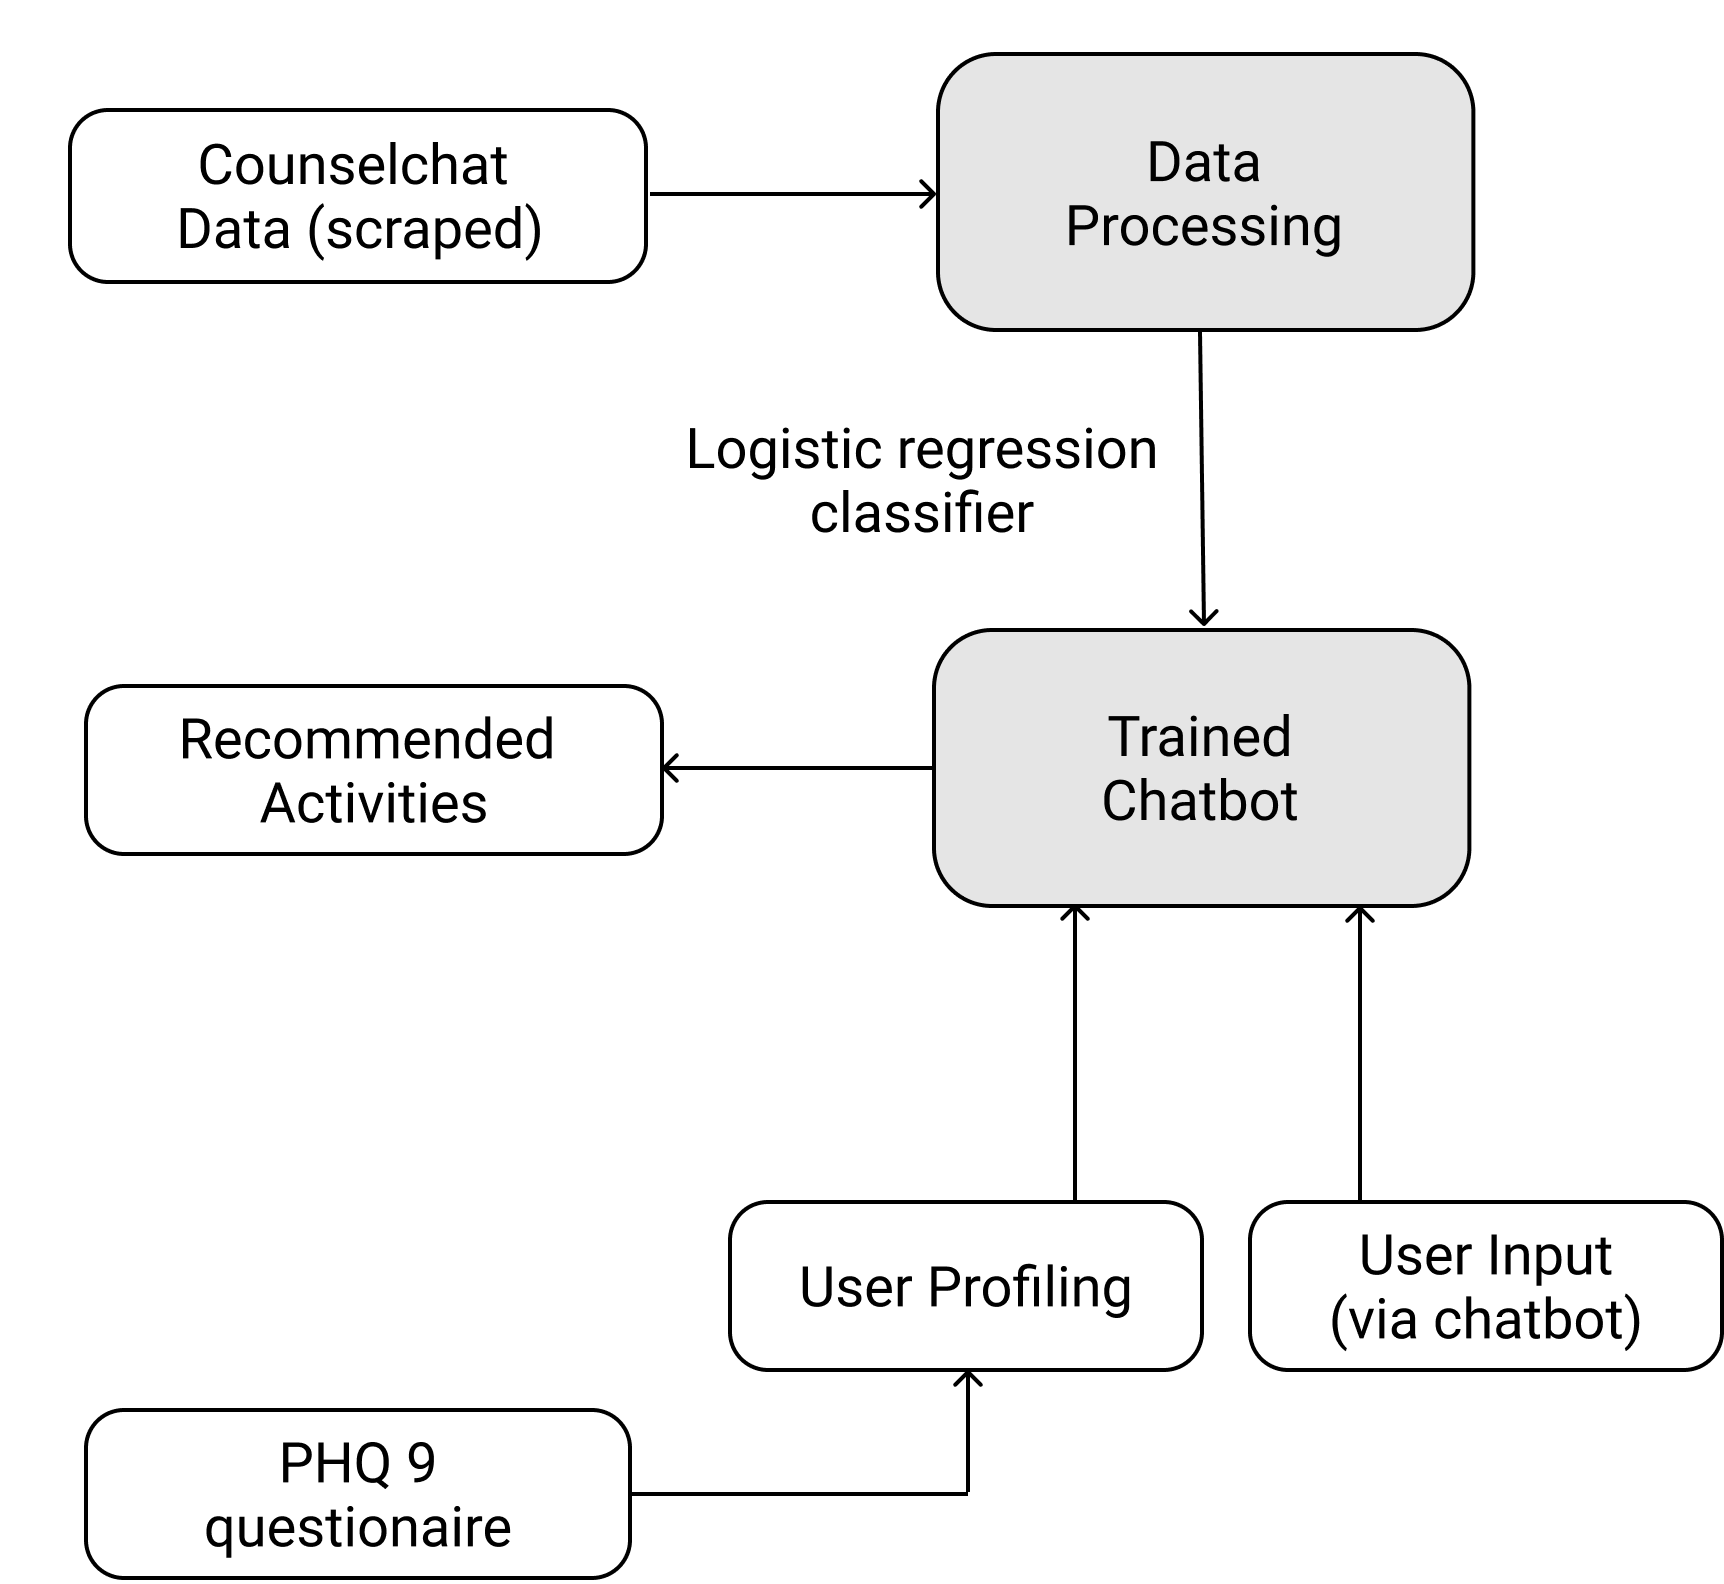 Counselchat
Data (scraped)
Data
Processing
Logistic regression
classifier
Recommended
Activities
Trained
Chatbot
User Profiling
User Input
(via chatbot)
PHQ 9
questionaire